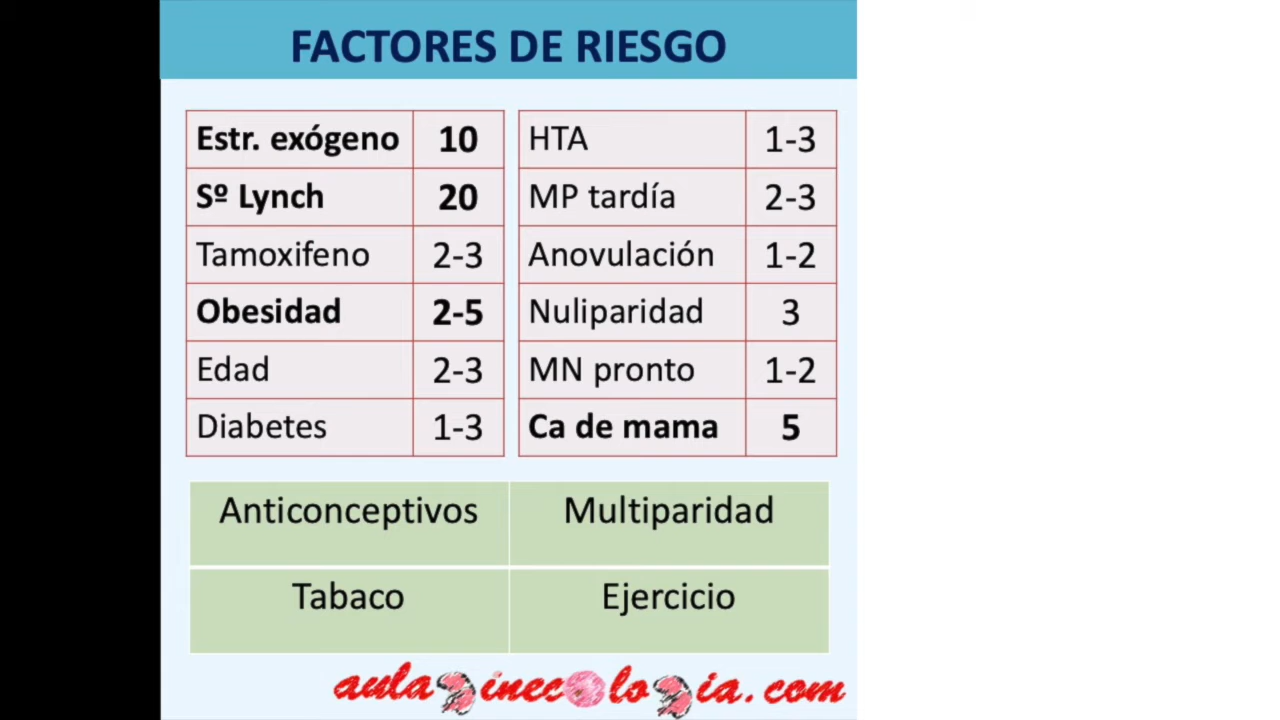 FACTORES DE RIESGO
Estr. exógeno 10
Sº Lynch 20
Tamoxifeno 2-3
Obesidad 2-5
Edad 2-3
Diabetes 1-3
HTA 1-3
MP tardía 2-3
Anovulación 1-2
Nuliparidad 3
MN pronto 1-2
Ca de mama 5
Anticonceptivos Multiparidad
Tabaco Ejercicio
aulaginecologia.com